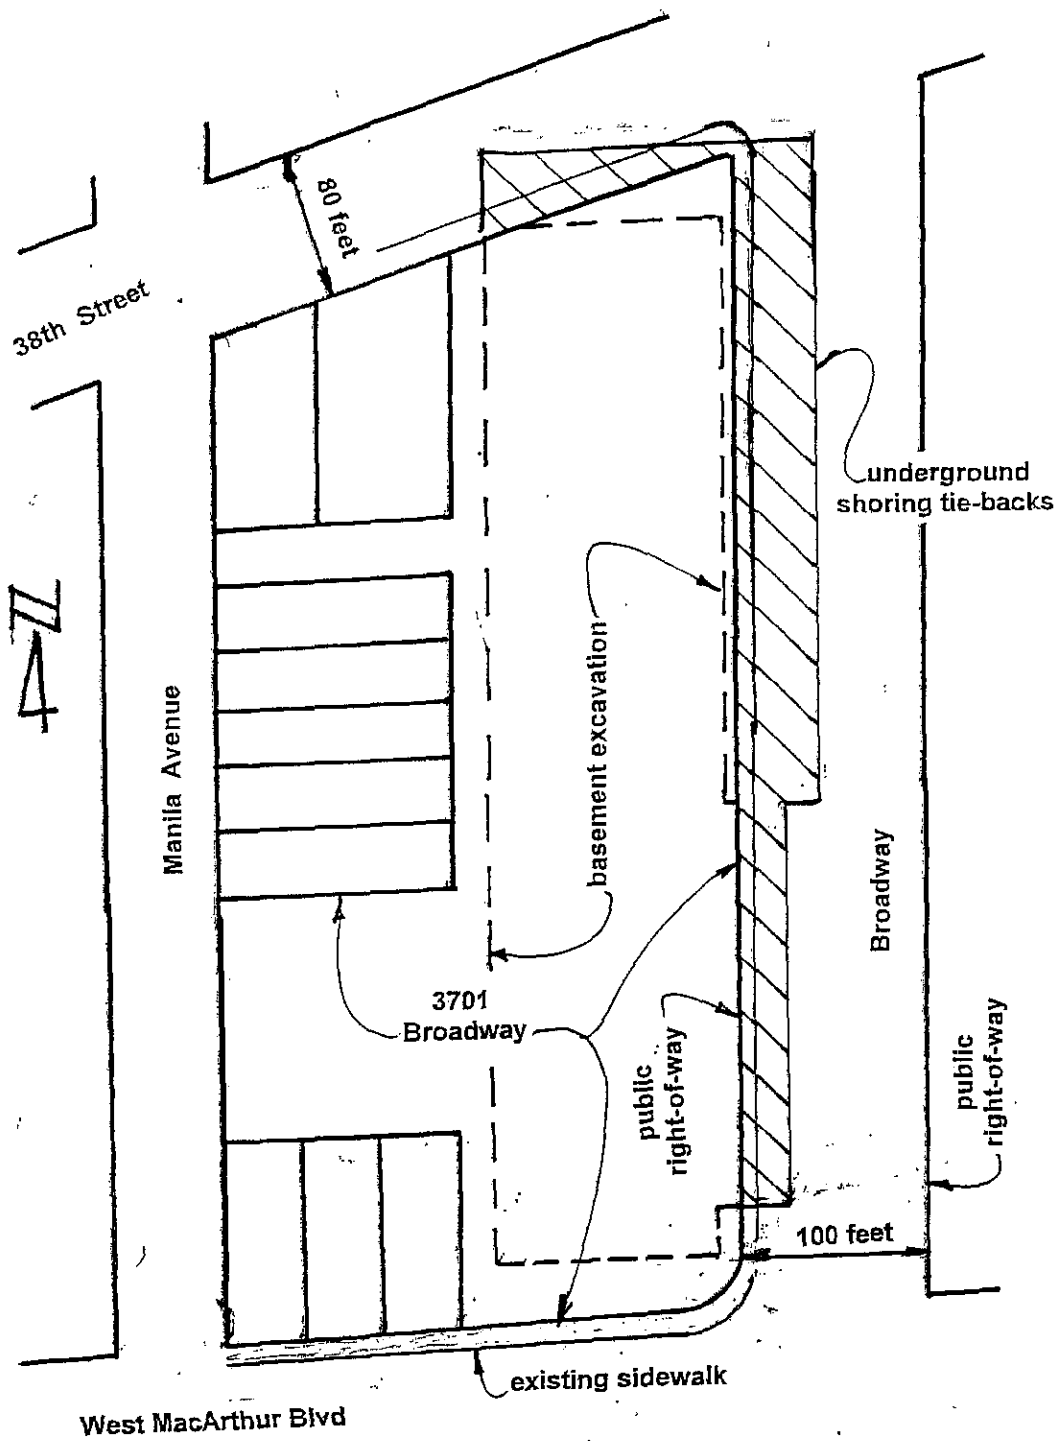 80 feet
38th Street
underground
shoring tie-backs
N
basement excavation
Manila Avenue
Broadway
3701
Broadway
public
right-of-way
public
right-of-way
100 feet
existing sidewalk
West MacArthur Blvd